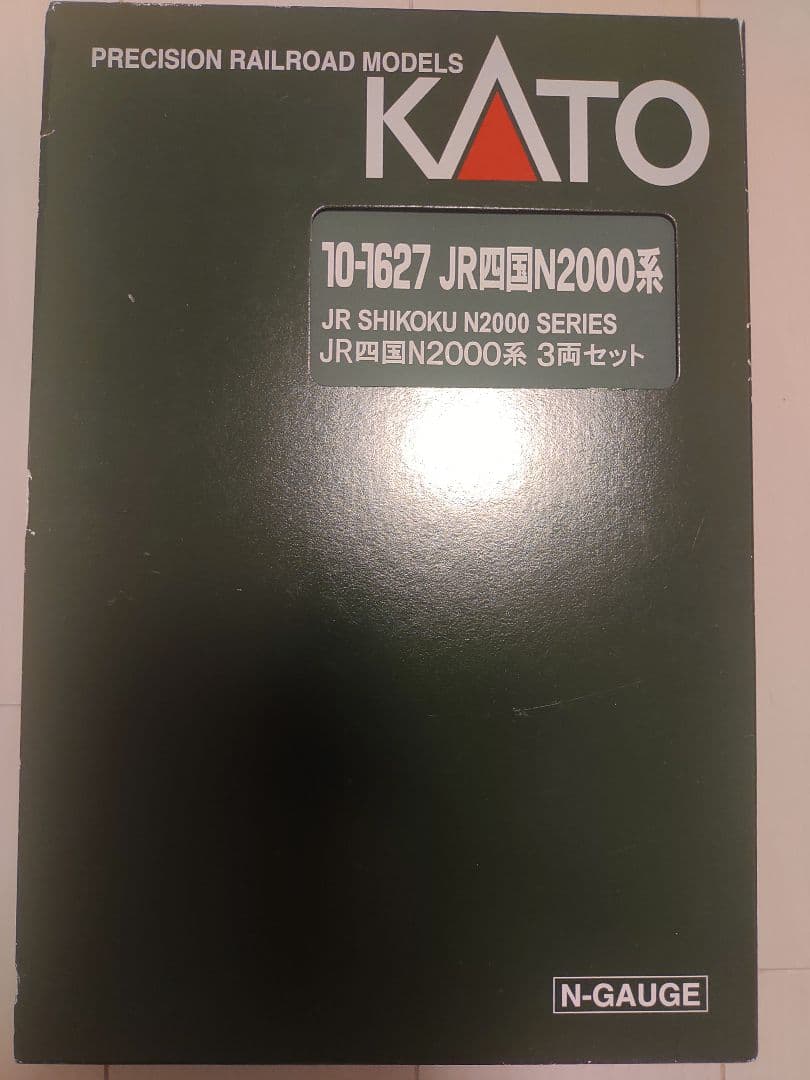 PRECISION RAILROAD MODELS
KATO
10-1627 JR四国N2000系
JR SHIKOKU N2000 SERIES
JR四国N2000系 3両セット
N-GAUGE